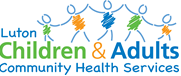 Luton
Children & Adults
Community Health Services